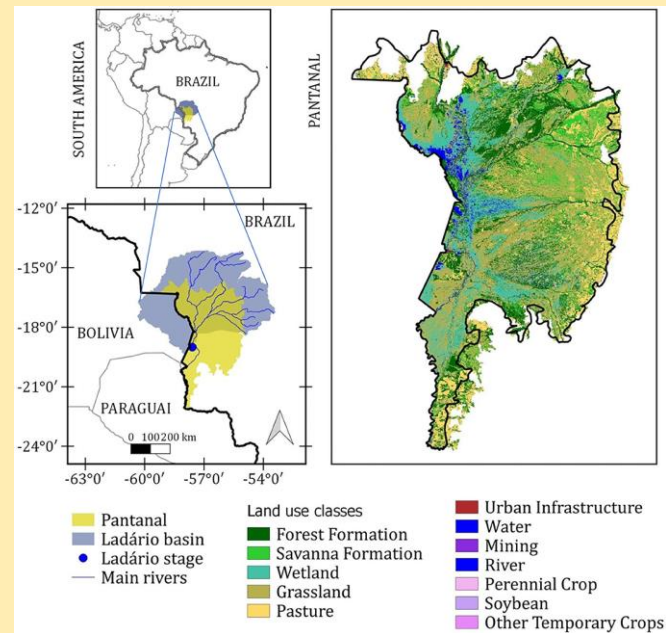 SOUTH AMERICA
BRAZIL
PANTANAL
-12°0′
-15°0′
-18°0′
-21°0′
-24°0′
BRAZIL
BOLIVIA
PARAGUAI
0 100 200 km
-63°0′ -60°0′ -57°0′ -54°0′
Pantanal
Ladário basin
Ladário stage
Main rivers
Land use classes
Forest Formation
Savanna Formation
Wetland
Grassland
Pasture
Urban Infrastructure
Water
Mining
River
Perennial Crop
Soybean
Other Temporary Crops